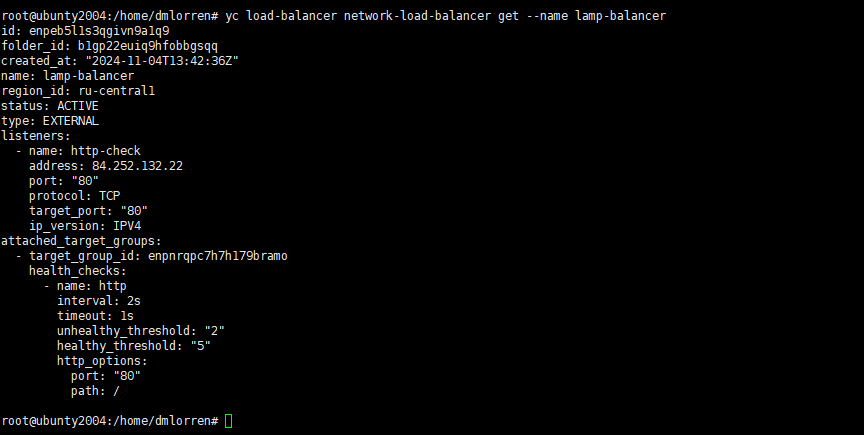 root@ubunty2004:/home/dmlorren# yc load-balancer network-load-balancer get --name lamp-balancer
id: enpeb5l1s3qgivn9a1q9
folder_id: b1gp22euiq9hfobbgsqq
created_at: "2024-11-04T13:42:36Z"
name: lamp-balancer
region_id: ru-central1
status: ACTIVE
type: EXTERNAL
listeners:
  - name: http-check
    address: 84.252.132.22
    port: "80"
    protocol: TCP
    target_port: "80"
    ip_version: IPV4
attached_target_groups:
  - target_group_id: enpnrqpc7h7h179bramo
    health_checks:
      - name: http
        interval: 2s
        timeout: 1s
        unhealthy_threshold: "2"
        healthy_threshold: "5"
        http_options:
          port: "80"
          path: /
root@ubunty2004:/home/dmlorren#